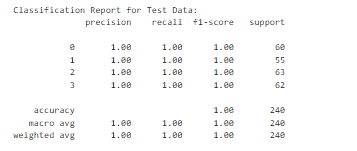 Classification Report for Test Data:
precision recall f1-score support
0 1.00 1.00 1.00 60
1 1.00 1.00 1.00 55
2 1.00 1.00 1.00 63
3 1.00 1.00 1.00 62
accuracy 1.00 240
macro avg 1.00 1.00 1.00 240
weighted avg 1.00 1.00 1.00 240